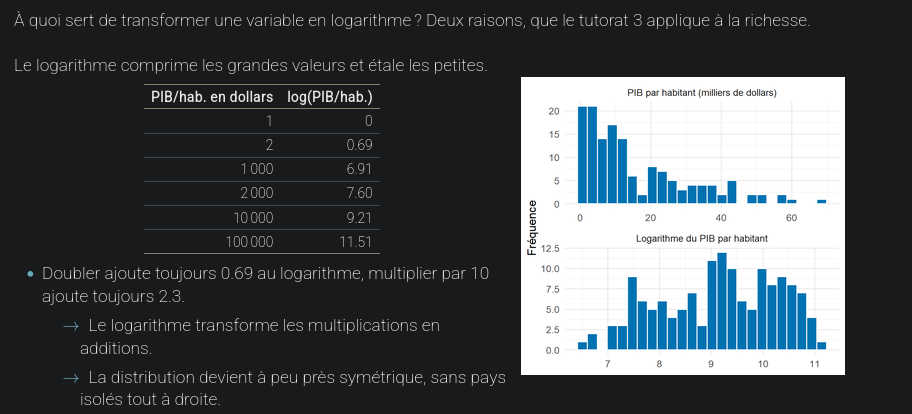 À quoi sert de transformer une variable en logarithme ? Deux raisons, que le tutorat 3 applique à la richesse.
Le logarithme comprime les grandes valeurs et étale les petites.
PIB/hab. en dollars log(PIB/hab.)
1 0
2 0.69
1 000 6.91
2 000 7.60
10 000 9.21
100 000 11.51
• Doubler ajoute toujours 0.69 au logarithme, multiplier par 10
ajoute toujours 2.3.
→ Le logarithme transforme les multiplications en
additions.
→ La distribution devient à peu près symétrique, sans pays
isolés tout à droite.
Fréquence
PIB par habitant (milliers de dollars)
20
15
10
5
0
0 20 40 60
Logarithme du PIB par habitant
12.5
10.0
7.5
5.0
2.5
0.0
7 8 9 10 11